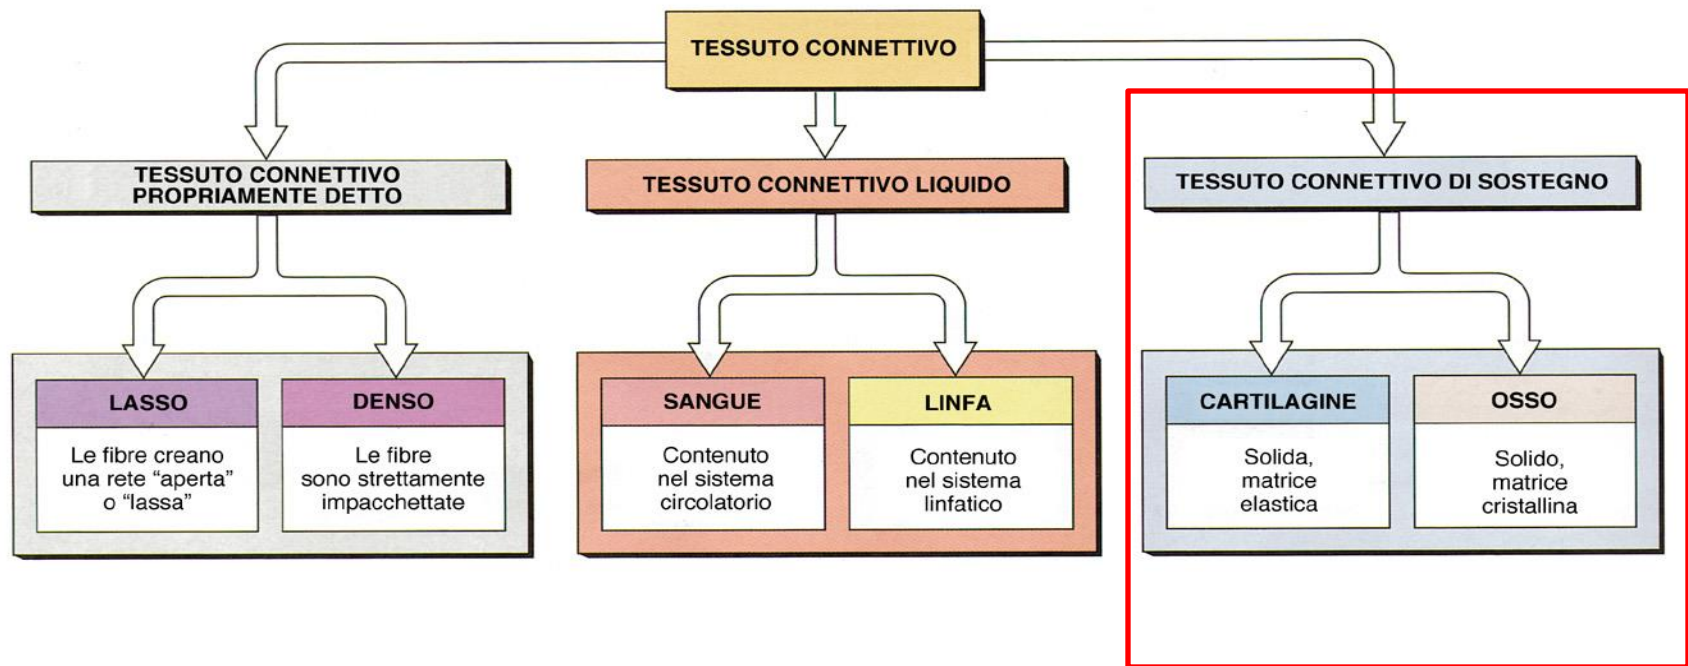 TESSUTO CONNETTIVO
TESSUTO CONNETTIVO
PROPRIAMENTE DETTO
LASSO
Le fibre creano
una rete “aperta”
o “lassa”
DENSO
Le fibre
sono strettamente
impacchettate
TESSUTO CONNETTIVO LIQUIDO
SANGUE
Contenuto
nel sistema
circolatorio
LINFA
Contenuto
nel sistema
linfatico
TESSUTO CONNETTIVO DI SOSTEGNO
CARTILAGINE
Solida,
matrice
elastica
OSSO
Solido,
matrice
cristallina